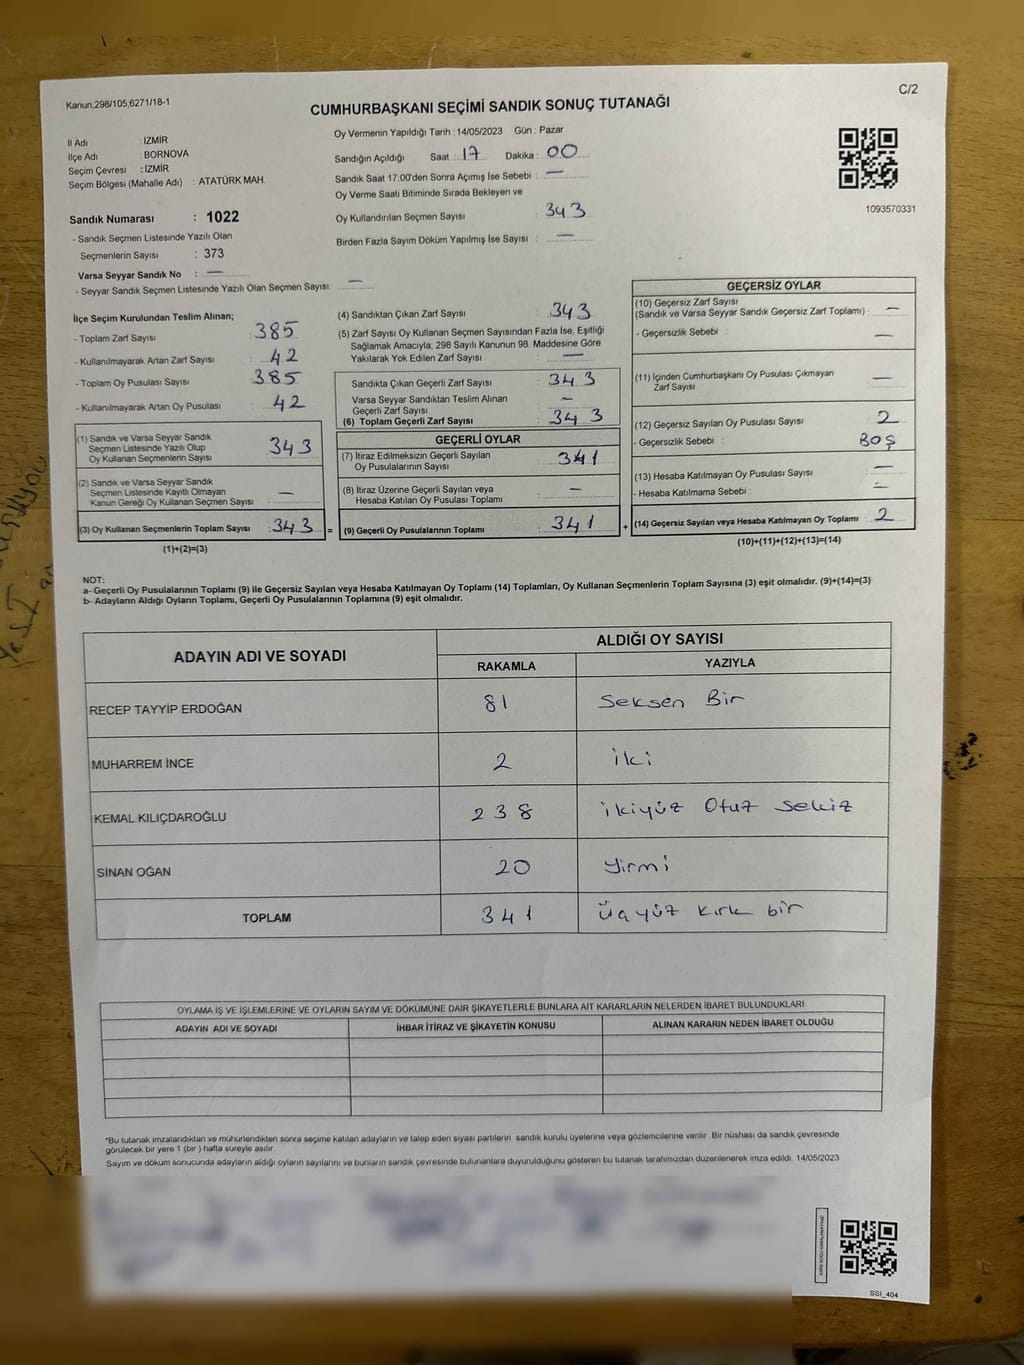 Kanun;298/105,6271/18-1
C/2
CUMHURBAŞKANI SEÇİMİ SANDIK SONUÇ TUTANAĞI
İl Adı : İZMİR
İlçe Adı : BORNOVA
Seçim Çevresi : İZMİR
Seçim Bölgesi (Mahalle Adı) : ATATÜRK MAH.
Sandık Numarası : 1022
- Sandık Seçmen Listesinde Yazılı Olan
Seçmenlerin Sayısı : 373
Varsa Seyyar Sandık No : —
- Seyyar Sandık Seçmen Listesinde Yazılı Olan Seçmen Sayısı: —
Oy Vermenin Yapıldığı Tarih : 14/05/2023 Gün : Pazar
Sandığın Açıldığı Saat : 17 Dakika : 00
Sandık Saat 17:00'den Sonra Açımış İse Sebebi : —
Oy Verme Saati Bitiminde Sırada Bekleyen ve
Oy Kullandırılan Seçmen Sayısı : 343
Birden Fazla Sayım Döküm Yapılmış İse Sayısı : —
1093570331
İlçe Seçim Kurulundan Teslim Alınan;
- Toplam Zarf Sayısı : 385
- Kullanılmayarak Artan Zarf Sayısı : 42
- Toplam Oy Pusulası Sayısı : 385
- Kullanılmayarak Artan Oy Pusulası : 42
(1) Sandık ve Varsa Seyyar Sandık
Seçmen Listesinde Yazılı Olup
Oy Kullanan Seçmenlerin Sayısı : 343
(2) Sandık ve Varsa Seyyar Sandık
Seçmen Listesinde Kayıtlı Olmayan
Kanun Gereği Oy Kullanan Seçmen Sayısı : —
(3) Oy Kullanan Seçmenlerin Toplam Sayısı : 343 =
(1)+(2)=(3)
(4) Sandıktan Çıkan Zarf Sayısı : 343
(5) Zarf Sayısı Oy Kullanan Seçmen Sayısından Fazla İse, Eşitliği
Sağlamak Amacıyla, 298 Sayılı Kanunun 98. Maddesine Göre
Yakılarak Yok Edilen Zarf Sayısı : —
Sandıkta Çıkan Geçerli Zarf Sayısı : 343
Varsa Seyyar Sandıktan Teslim Alınan
Geçerli Zarf Sayısı : —
(6) Toplam Geçerli Zarf Sayısı : 343
GEÇERLİ OYLAR
(7) İtiraz Edilmeksizin Geçerli Sayılan
Oy Pusulalarının Sayısı : 341
(8) İtiraz Üzerine Geçerli Sayılan veya
Hesaba Katılan Oy Pusulası Toplamı : —
(9) Geçerli Oy Pusulalarının Toplamı : 341 +
GEÇERSİZ OYLAR
(10) Geçersiz Zarf Sayısı
(Sandık ve Varsa Seyyar Sandık Geçersiz Zarf Toplamı) : —
- Geçersizlik Sebebi : —
(11) İçinden Cumhurbaşkanı Oy Pusulası Çıkmayan
Zarf Sayısı : —
(12) Geçersiz Sayılan Oy Pusulası Sayısı : 2
- Geçersizlik Sebebi : BOŞ
(13) Hesaba Katılmayan Oy Pusulası Sayısı : —
- Hesaba Katılmama Sebebi : —
(14) Geçersiz Sayılan veya Hesaba Katılmayan Oy Toplamı : 2
(10)+(11)+(12)+(13)=(14)
NOT:
a- Geçerli Oy Pusulalarının Toplamı (9) ile Geçersiz Sayılan veya Hesaba Katılmayan Oy Toplamı (14) Toplamları, Oy Kullanan Seçmenlerin Toplam Sayısına (3) eşit olmalıdır. (9)+(14)=(3)
b- Adayların Aldığı Oyların Toplamı, Geçerli Oy Pusulalarının Toplamına (9) eşit olmalıdır.
ADAYIN ADI VE SOYADI ALDIĞI OY SAYISI
RAKAMLA YAZIYLA
RECEP TAYYİP ERDOĞAN 81 Seksen Bir
MUHARREM İNCE 2 iki
KEMAL KILIÇDAROĞLU 238 ikiyüz Otuz Sekiz
SİNAN OĞAN 20 Yirmi
TOPLAM 341 Üçyüz Kırk bir
OYLAMA İŞ VE İŞLEMLERİNE VE OYLARIN SAYIM VE DÖKÜMÜNE DAİR ŞİKAYETLERLE BUNLARA AİT KARARLARIN NELERDEN İBARET BULUNDUKLARI
ADAYIN ADI VE SOYADI İHBAR İTİRAZ VE ŞİKAYETİN KONUSU ALINAN KARARIN NEDEN İBARET OLDUĞU
*Bu tutanak imzalandıktan ve mühürlendikten sonra seçime katılan adayların ve talep eden siyasi partilerin sandık kurulu üyelerine veya gözlemcilerine verilir. Bir nüshası da sandık çevresinde
görülecek bir yere 1 (bir ) hafta süreyle asılır.
Sayım ve döküm sonucunda adayların aldığı oyların sayılarını ve bunların sandık çevresinde bulunanlara duyurulduğunu gösteren bu tutanak tarafımızdan düzenlenerek imza edildi. 14/05/2023
SSI_404